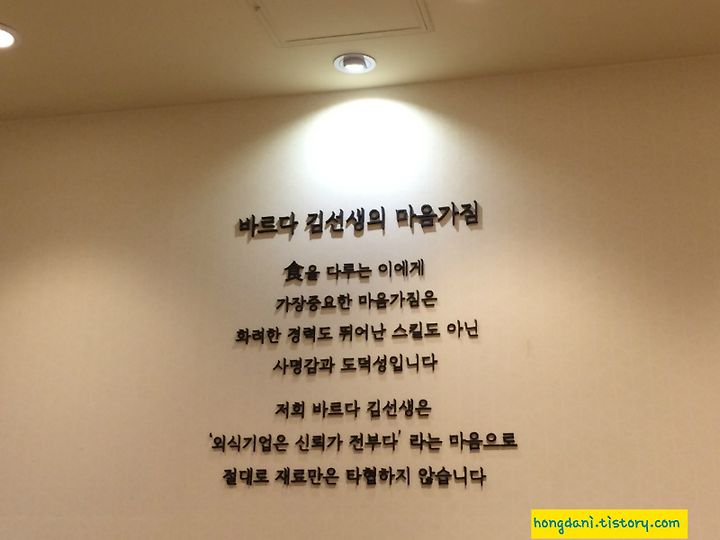 바르다 김선생의 마음가짐
食을 다루는 이에게
가장중요한 마음가짐은
화려한 경력도 뛰어난 스킬도 아닌
사명감과 도덕성입니다
저희 바르다 김선생은
'외식기업은 신뢰가 전부다' 라는 마음으로
절대로 재료만은 타협하지 않습니다
hongdani.tistory.com